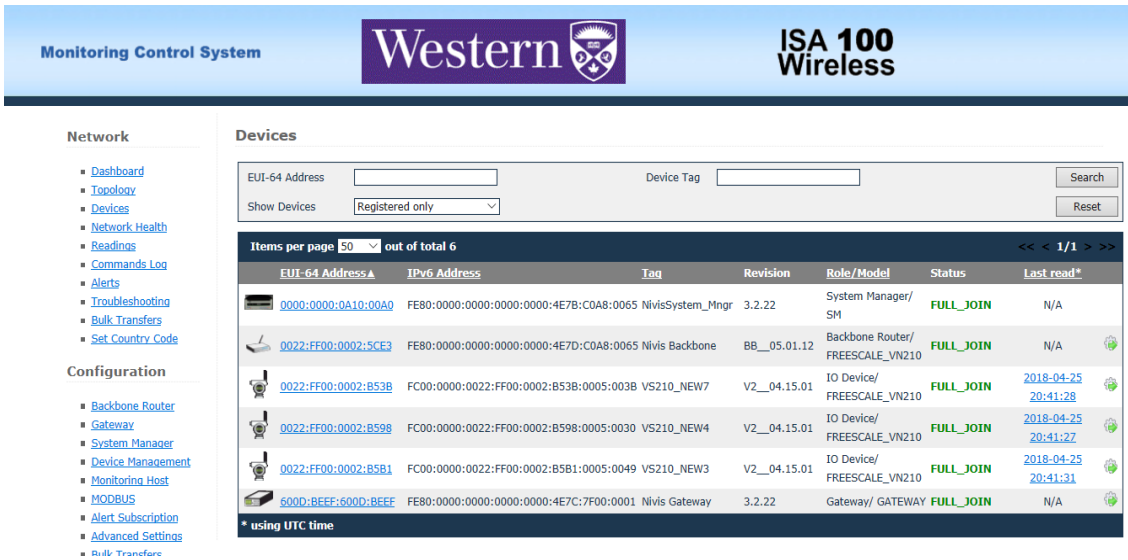 Monitoring Control System
Western
ISA 100
Wireless
Network
Dashboard
Topology
Devices
Network Health
Readings
Commands Log
Alerts
Troubleshooting
Bulk Transfers
Set Country Code
Configuration
Backbone Router
Gateway
System Manager
Device Management
Monitoring Host
MODBUS
Alert Subscription
Advanced Settings
Bulk Transfers
Devices
EUI-64 Address Device Tag Search
Show Devices Registered only Reset
Items per page 50 out of total 6 << < 1/1 > >>
EUI-64 Address▲ IPv6 Address Tag Revision Role/Model Status Last read*
0000:0000:0A10:00A0 FE80:0000:0000:0000:0000:4E7B:C0A8:0065 NivisSystem_Mngr 3.2.22 System Manager/ FULL_JOIN N/A
SM
0022:FF00:0002:5CE3 FE80:0000:0000:0000:0000:4E7D:C0A8:0065 Nivis Backbone BB__05.01.12 Backbone Router/ FULL_JOIN N/A
FREESCALE_VN210
0022:FF00:0002:B53B FC00:0000:0022:FF00:0002:B53B:0005:003B VS210_NEW7 V2__04.15.01 IO Device/ FULL_JOIN 2018-04-25
FREESCALE_VN210 20:41:28
0022:FF00:0002:B598 FC00:0000:0022:FF00:0002:B598:0005:0030 VS210_NEW4 V2__04.15.01 IO Device/ FULL_JOIN 2018-04-25
FREESCALE_VN210 20:41:27
0022:FF00:0002:B5B1 FC00:0000:0022:FF00:0002:B5B1:0005:0049 VS210_NEW3 V2__04.15.01 IO Device/ FULL_JOIN 2018-04-25
FREESCALE_VN210 20:41:31
600D:BEEF:600D:BEEF FE80:0000:0000:0000:0000:4E7C:7F00:0001 Nivis Gateway 3.2.22 Gateway/ GATEWAY FULL_JOIN N/A
* using UTC time